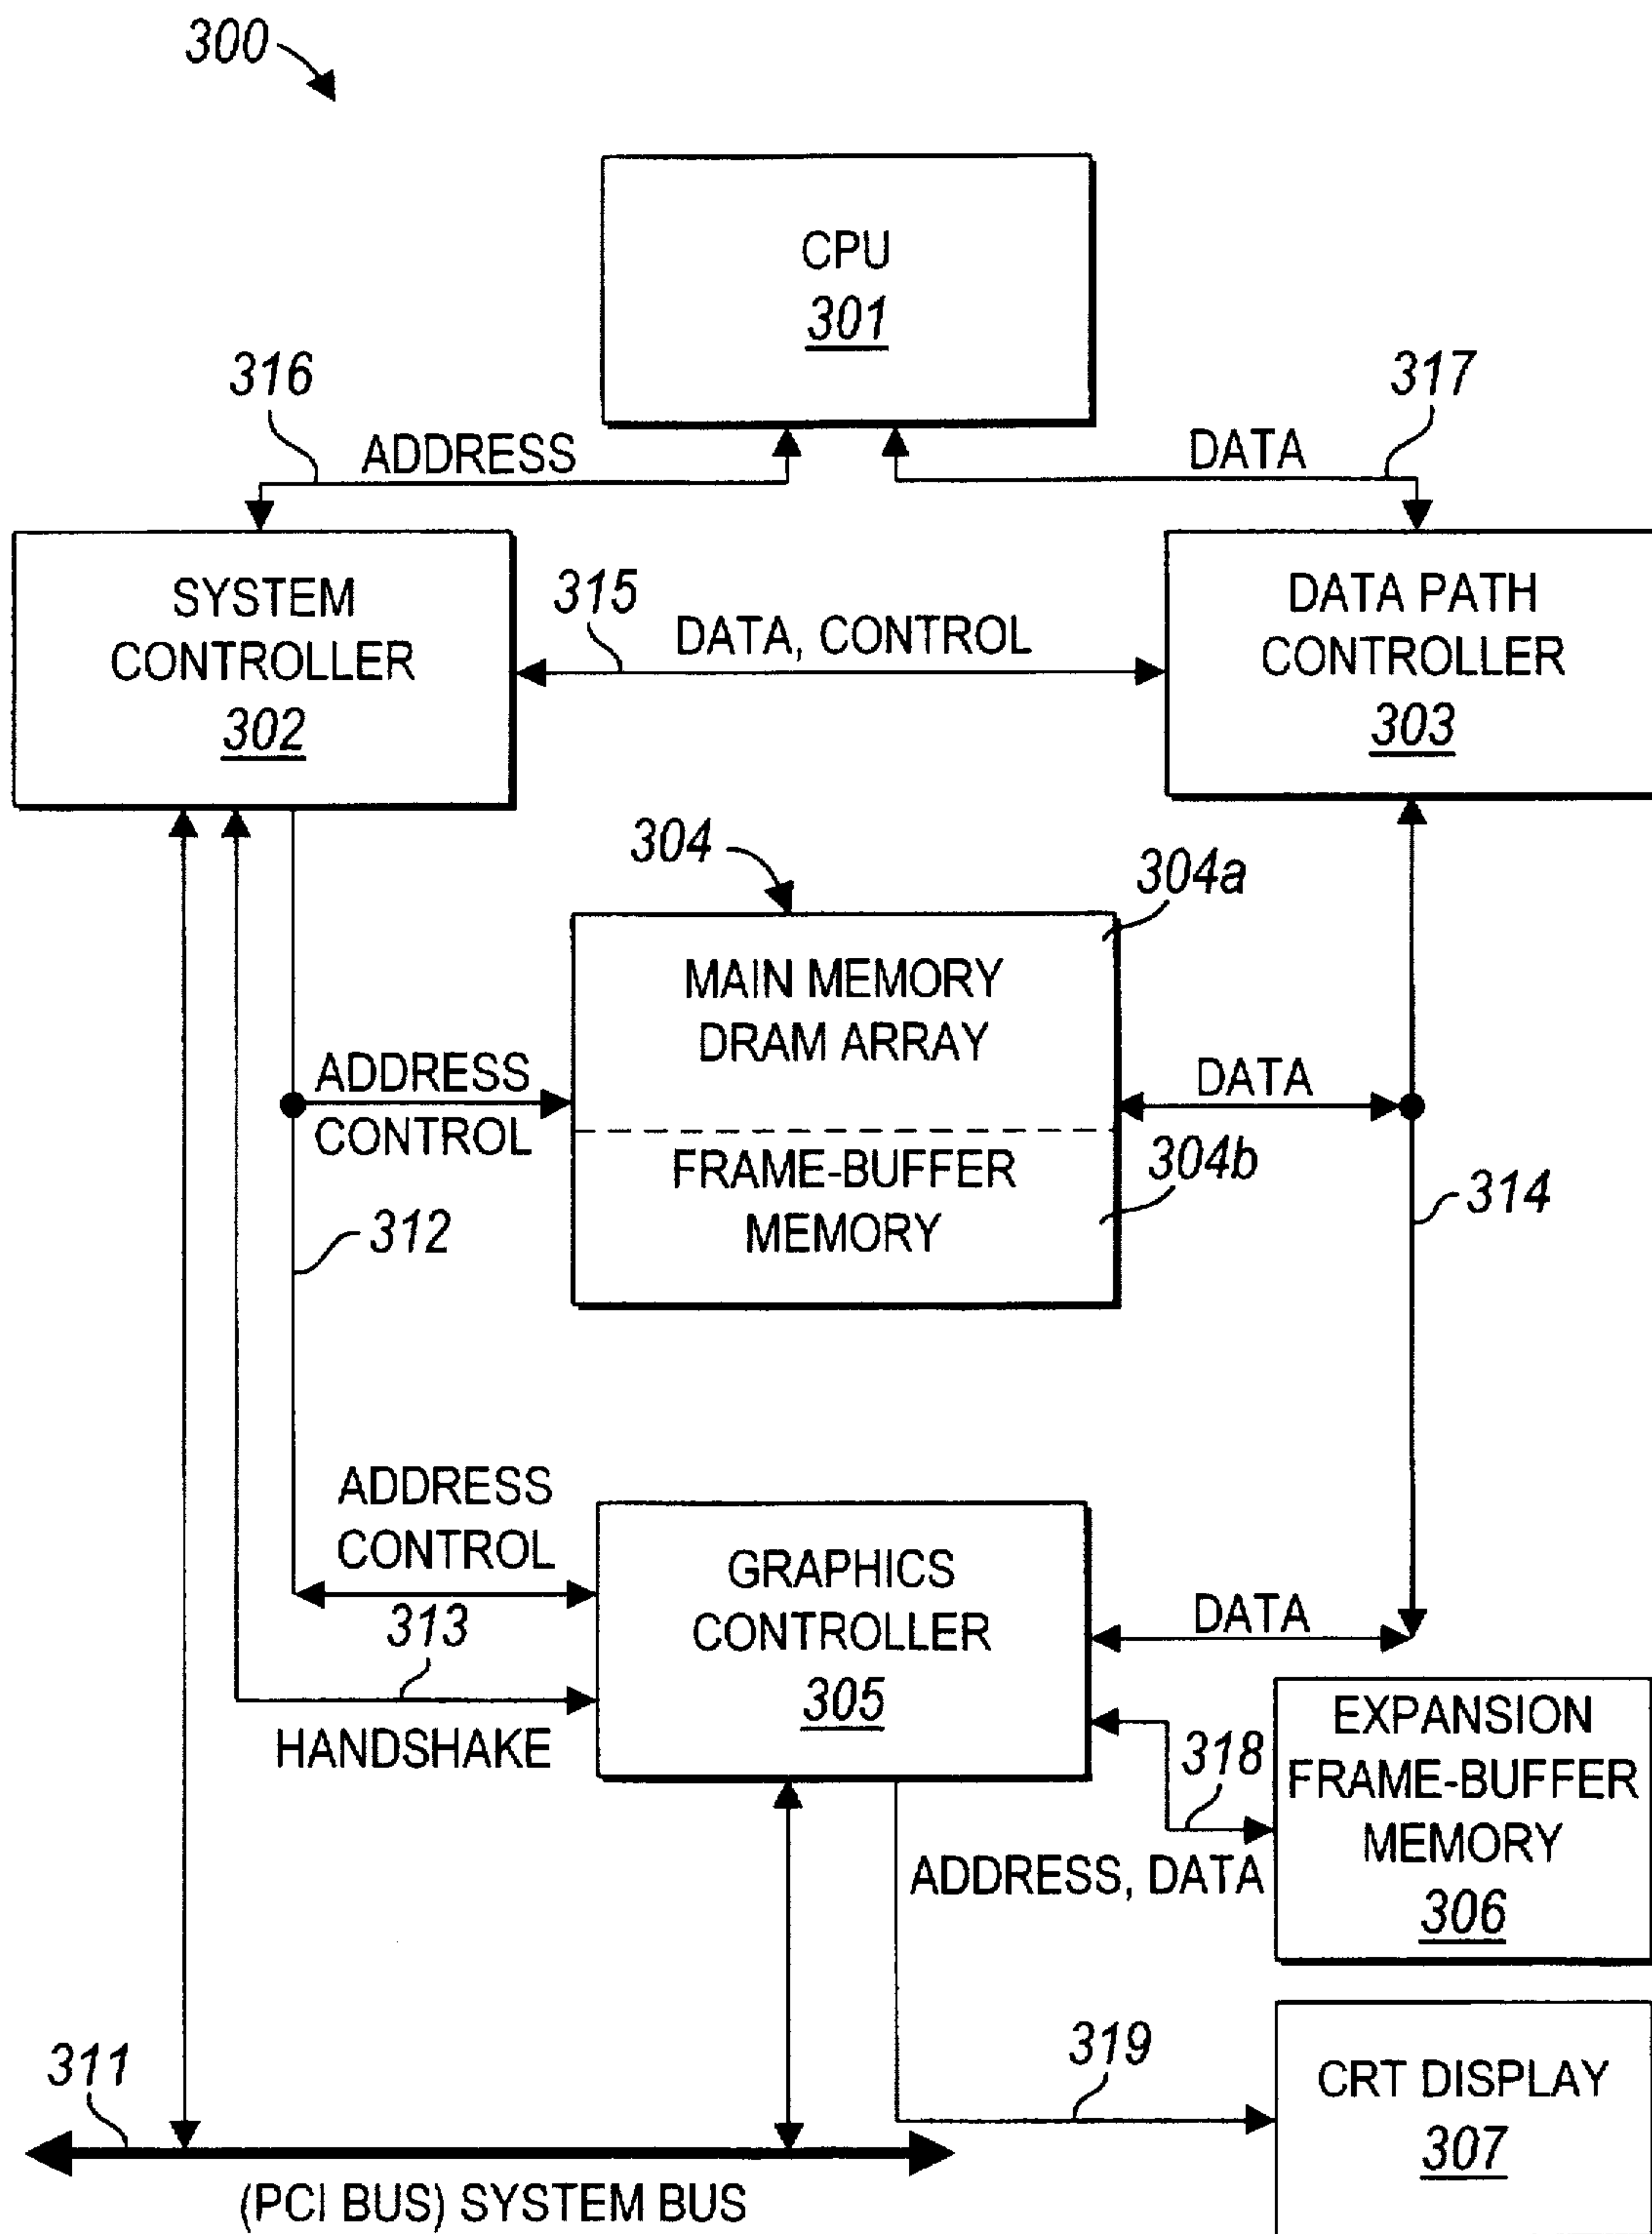 300
CPU
301
316
ADDRESS
317
DATA
SYSTEM
CONTROLLER
302
315
DATA, CONTROL
DATA PATH
CONTROLLER
303
304
304a
MAIN MEMORY
DRAM ARRAY
ADDRESS
CONTROL
DATA
FRAME-BUFFER
MEMORY
304b
312
314
ADDRESS
CONTROL
313
HANDSHAKE
GRAPHICS
CONTROLLER
305
DATA
318
ADDRESS, DATA
EXPANSION
FRAME-BUFFER
MEMORY
306
311
319
CRT DISPLAY
307
(PCI BUS) SYSTEM BUS